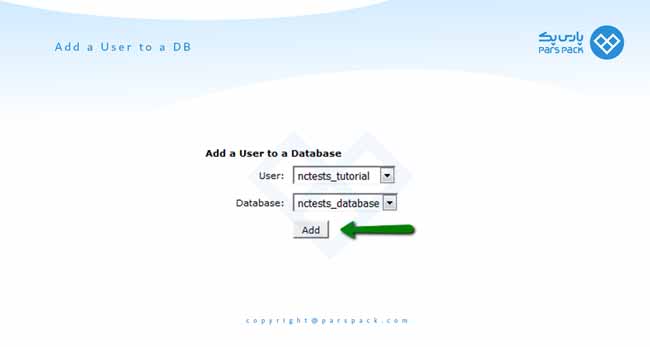 Add a User to a DB
پارس پک
PARS PACK
Add a User to a Database
User: nctests_tutorial
Database: nctests_database
Add
copyright@parspack.com